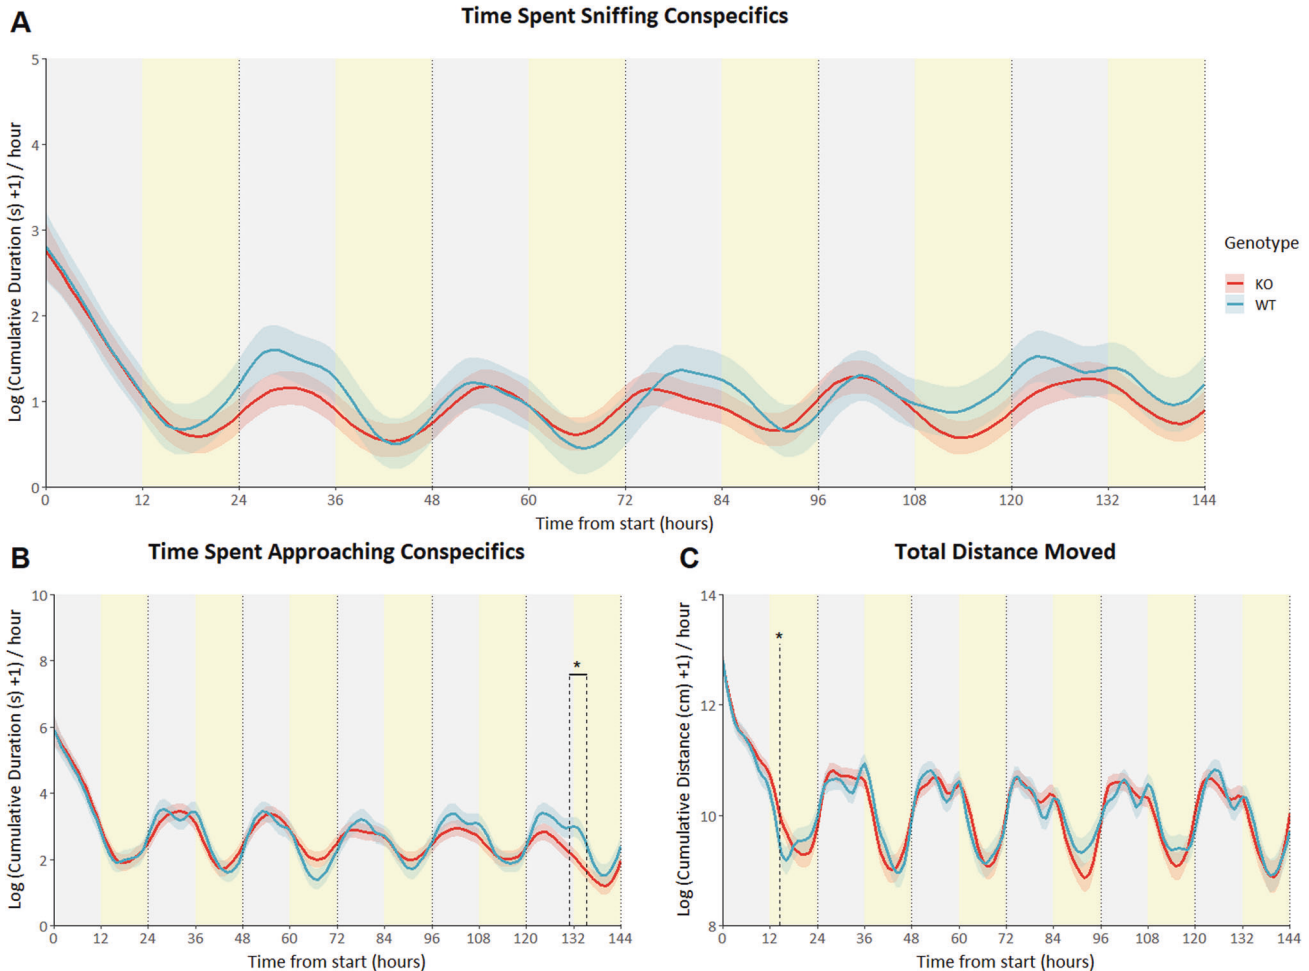 A
Time Spent Sniffing Conspecifics
Log (Cumulative Duration (s) +1) / hour
5
4
3
2
1
0
0 12 24 36 48 60 72 84 96 108 120 132 144
Time from start (hours)
Genotype
KO
WT
B
Time Spent Approaching Conspecifics
Log (Cumulative Duration (s) +1) / hour
10
8
6
4
2
0
*
0 12 24 36 48 60 72 84 96 108 120 132 144
Time from start (hours)
C
Total Distance Moved
Log (Cumulative Distance (cm) +1) / hour
14
12
10
8
*
0 12 24 36 48 60 72 84 96 108 120 132 144
Time from start (hours)